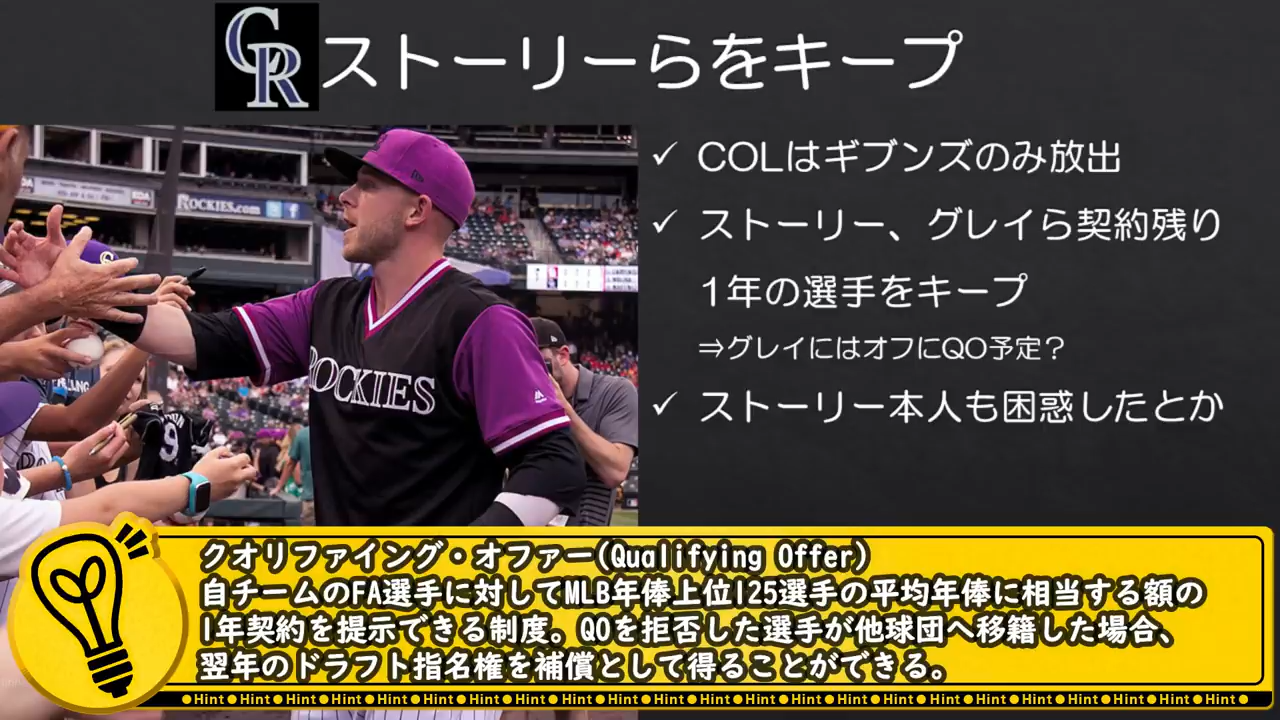 CR ストーリーらをキープ
COLはギブンズのみ放出
ストーリー、グレイら契約残り
1年の選手をキープ
⇒グレイにはオフにQO予定?
ストーリー本人も困惑したとか
ROCKIES.com
ROCKIES
9
クオリファイング・オファー(Qualifying Offer)
自チームのFA選手に対してMLB年俸上位125選手の平均年俸に相当する額の
1年契約を提示できる制度。QOを拒否した選手が他球団へ移籍した場合、
翌年のドラフト指名権を補償として得ることができる。
●Hint●Hint●Hint●Hint●Hint●Hint●Hint●Hint●Hint●Hint●Hint●Hint●Hint●Hint●Hint●Hint●Hint●Hint●Hint●Hint●Hint●Hint●Hint●